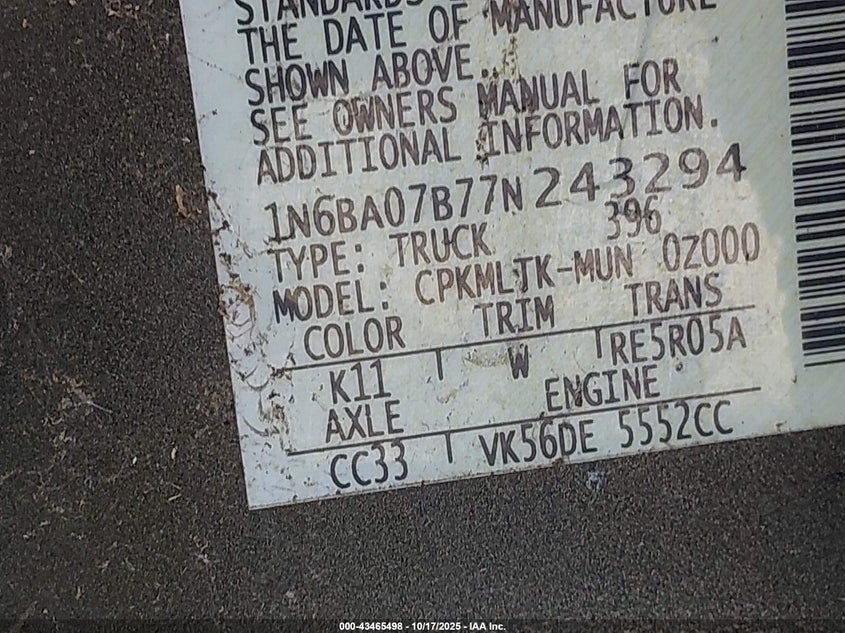 STANDARDS
THE DATE OF MANUFACTURE
SHOWN ABOVE.
SEE OWNERS MANUAL FOR
ADDITIONAL INFORMATION.
1N6BA07B77N243294
TYPE: TRUCK 396
MODEL: CPKMLTK-MUN OZ000
COLOR TRIM TRANS
K11 W RE5R05A
AXLE ENGINE
CC33 VK56DE 5552CC
000-43465498 - 10/17/2025 - IAA Inc.